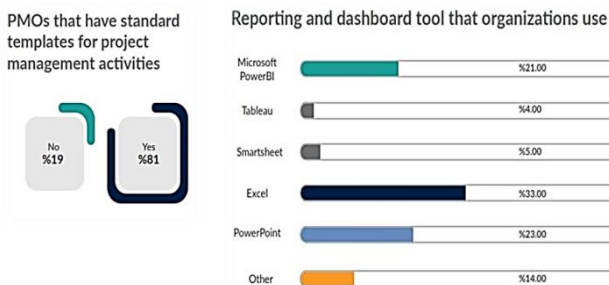 PMOs that have standard
templates for project
management activities
No
%19
Yes
%81
Reporting and dashboard tool that organizations use
Microsoft
PowerBI
%21.00
Tableau
%4.00
Smartsheet
%5.00
Excel
%33.00
PowerPoint
%23.00
Other
%14.00